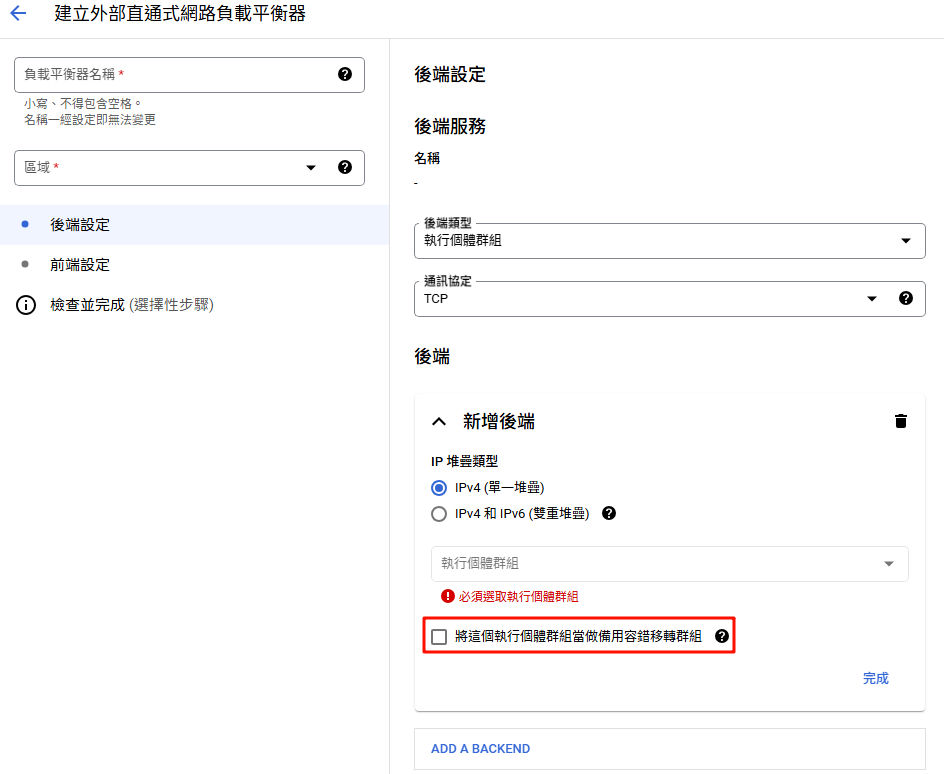 建立外部直通式網路負載平衡器
負載平衡器名稱 *
小寫、不得包含空格。
名稱一經設定即無法變更
區域 *
後端設定
前端設定
檢查並完成 (選擇性步驟)
後端設定
後端服務
名稱
-
後端類型
執行個體群組
通訊協定
TCP
後端
新增後端
IP 堆疊類型
IPv4 (單一堆疊)
IPv4 和 IPv6 (雙重堆疊)
執行個體群組
必須選取執行個體群組
將這個執行個體群組當做備用容錯移轉群組
完成
ADD A BACKEND